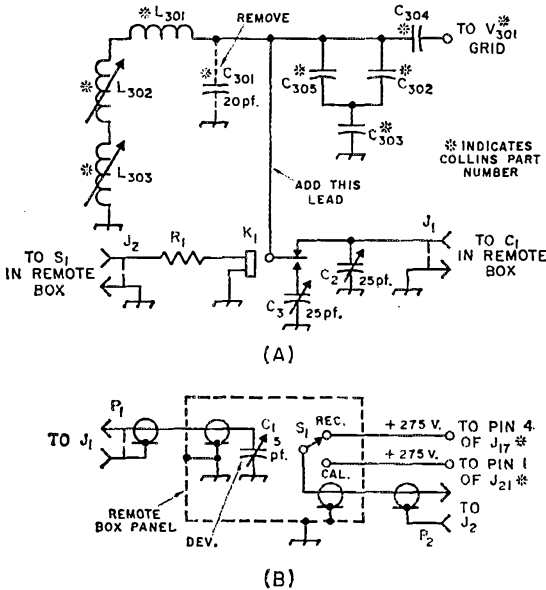 ※L301
REMOVE
C304
※
TO V301※
GRID
※
L302
※
C301
20pf.
※
C305
※
C302
C303※
※
L303
※ INDICATES
COLLINS PART
NUMBER
ADD THIS
LEAD
TO S1
IN REMOTE
BOX
J2
R1
K1
J1
TO C1
IN REMOTE
BOX
C2
25pf.
C3
25pf.
(A)
P1
TO J1
C1
5
pf.
S1
REC.
+275 V.
TO PIN 4
OF J17※
+275 V.
TO PIN 1
OF J21※
CAL.
REMOTE
BOX PANEL
DEV.
TO
J2
P2
(B)